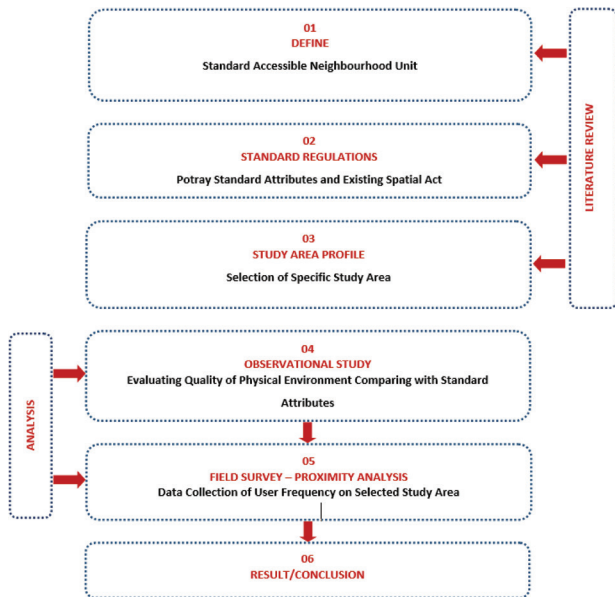 01
DEFINE
Standard Accessible Neighbourhood Unit
02
STANDARD REGULATIONS
Potray Standard Attributes and Existing Spatial Act
03
STUDY AREA PROFILE
Selection of Specific Study Area
LITERATURE REVIEW
04
OBSERVATIONAL STUDY
Evaluating Quality of Physical Environment Comparing with Standard
Attributes
05
FIELD SURVEY – PROXIMITY ANALYSIS
Data Collection of User Frequency on Selected Study Area
ANALYSIS
06
RESULT/CONCLUSION